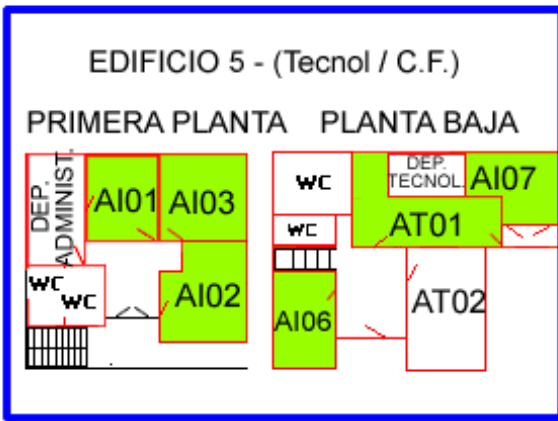 EDIFICIO 5 - (Tecnol / C.F.)
PRIMERA PLANTA
DEP.
ADMINIST.
AI01
AI03
AI02
WC
WC
PLANTA BAJA
WC
WC
DEP.
TECNOL.
AI07
AT01
AI06
AT02